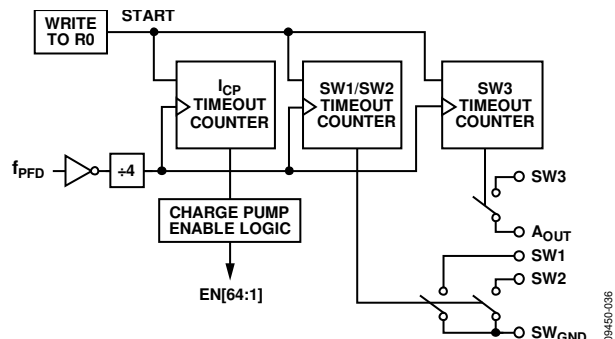 WRITE
TO R0
START
ICP
TIMEOUT
COUNTER
SW1/SW2
TIMEOUT
COUNTER
SW3
TIMEOUT
COUNTER
fPFD
÷4
CHARGE PUMP
ENABLE LOGIC
EN[64:1]
SW3
AOUT
SW1
SW2
SWGND
09450-036